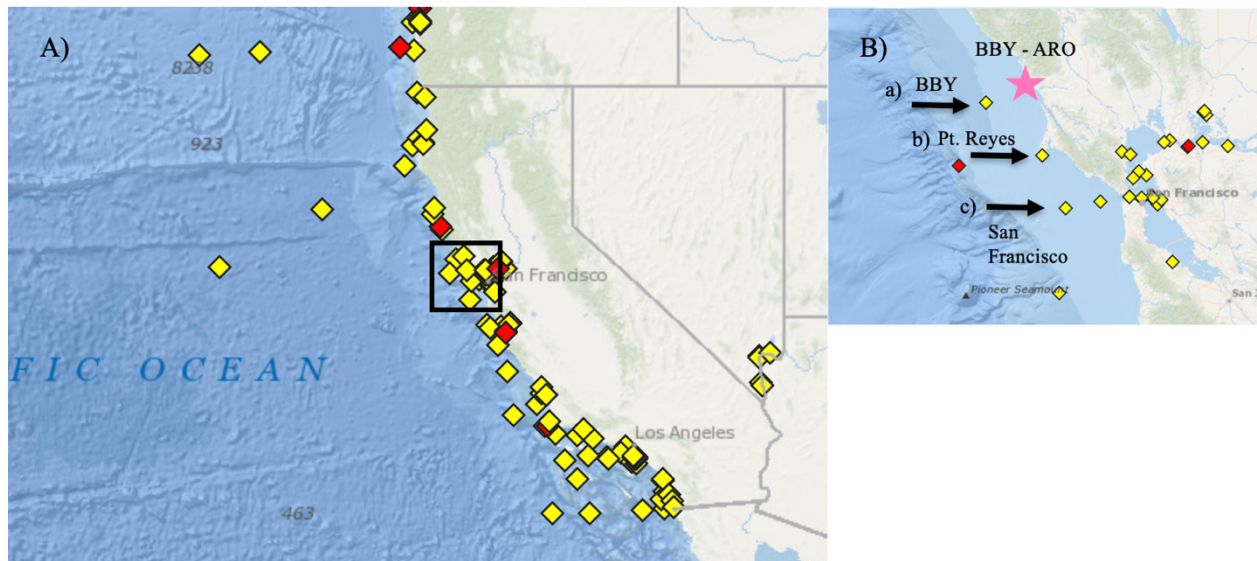 A)
8238
923
an Francisco
FIC OCEAN
Los Angeles
463
B)
BBY - ARO
a) BBY
b) Pt. Reyes
San Francisco
c)
San
Francisco
Pioneer Seamount
San J